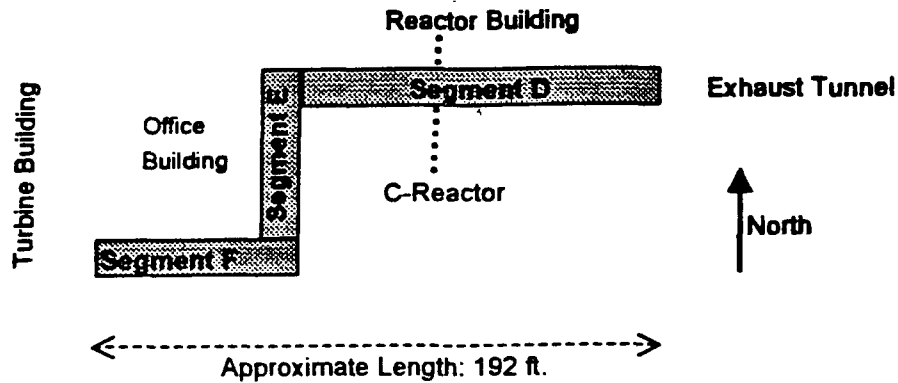 Reactor Building
Segment D
Exhaust Tunnel
Segment E
Office
Building
Turbine Building
C-Reactor
North
Segment F
Approximate Length: 192 ft.